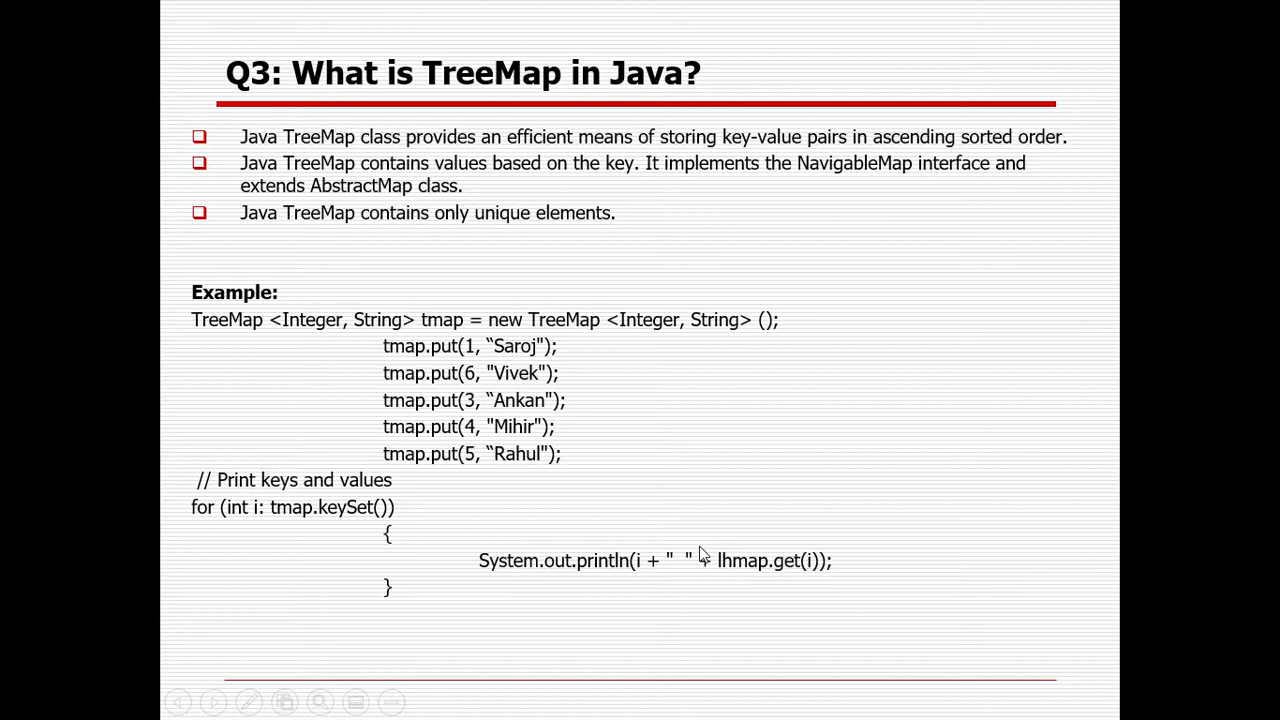 Q3: What is TreeMap in Java?
Java TreeMap class provides an efficient means of storing key-value pairs in ascending sorted order.
Java TreeMap contains values based on the key. It implements the NavigableMap interface and
extends AbstractMap class.
Java TreeMap contains only unique elements.
Example:
TreeMap <Integer, String> tmap = new TreeMap <Integer, String> ();
tmap.put(1, “Saroj");
tmap.put(6, "Vivek");
tmap.put(3, “Ankan");
tmap.put(4, "Mihir");
tmap.put(5, “Rahul");
// Print keys and values
for (int i: tmap.keySet())
{
System.out.println(i + "  " + lhmap.get(i));
}